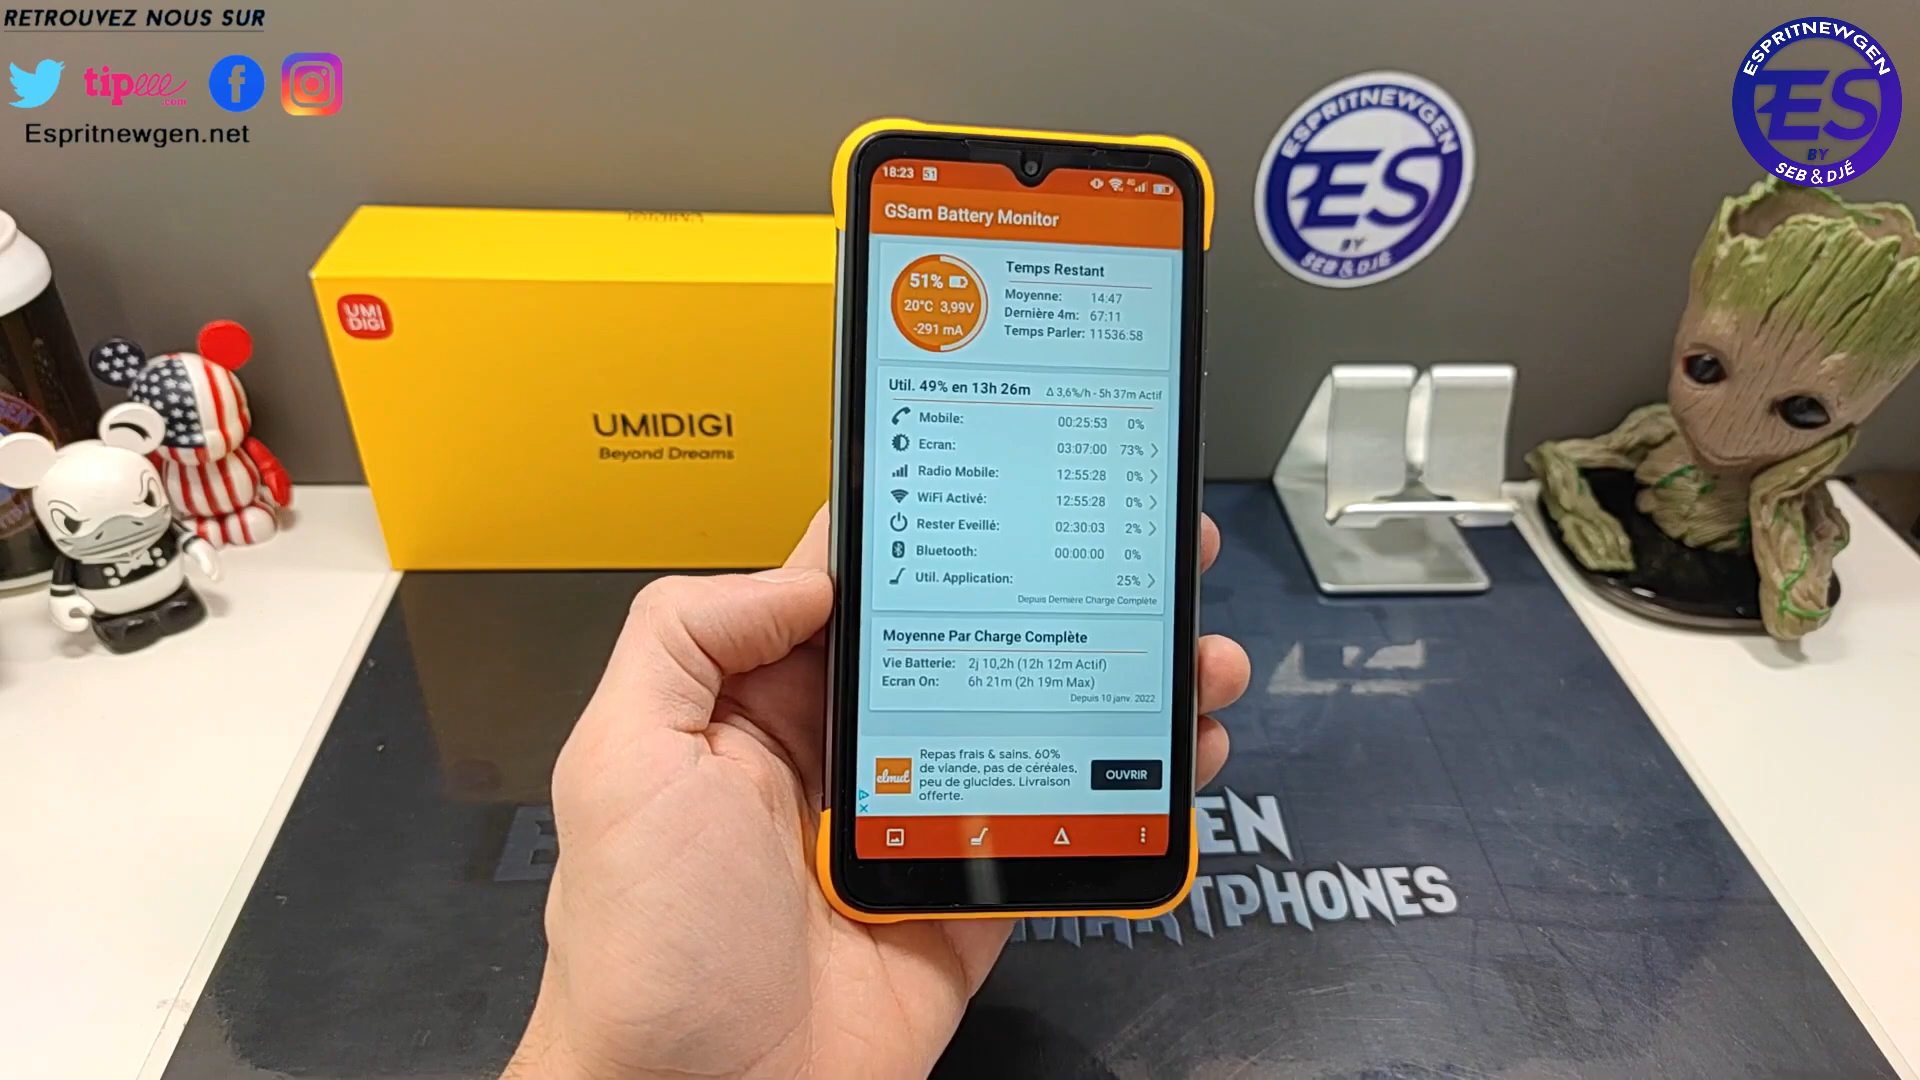 RETROUVEZ NOUS SUR
tipeee
.com
Espritnewgen.net
ESPRITNEWGEN
ES
BY
SEB & DJÉ
ESPRITNEWGEN
ES
BY
SEB & DJÉ
UMI
DIGI
UMIDIGI
Beyond Dreams
18:23 51 4G
GSam Battery Monitor
51%
20°C 3,99V
-291 mA
Temps Restant
Moyenne: 14:47
Dernière 4m: 67:11
Temps Parler: 11536:58
Util. 49% en 13h 26m Δ 3,6%/h - 5h 37m Actif
Mobile: 00:25:53 0%
Ecran: 03:07:00 73%
Radio Mobile: 12:55:28 0%
WiFi Activé: 12:55:28 0%
Rester Eveillé: 02:30:03 2%
Bluetooth: 00:00:00 0%
Util. Application: 25%
Depuis Dernière Charge Complète
Moyenne Par Charge Complète
Vie Batterie: 2j 10,2h (12h 12m Actif)
Ecran On: 6h 21m (2h 19m Max)
Depuis 10 janv. 2022
elmut
Repas frais & sains. 60%
de viande, pas de céréales,
peu de glucides. Livraison
offerte.
OUVRIR
E GEN
SMARTPHONES